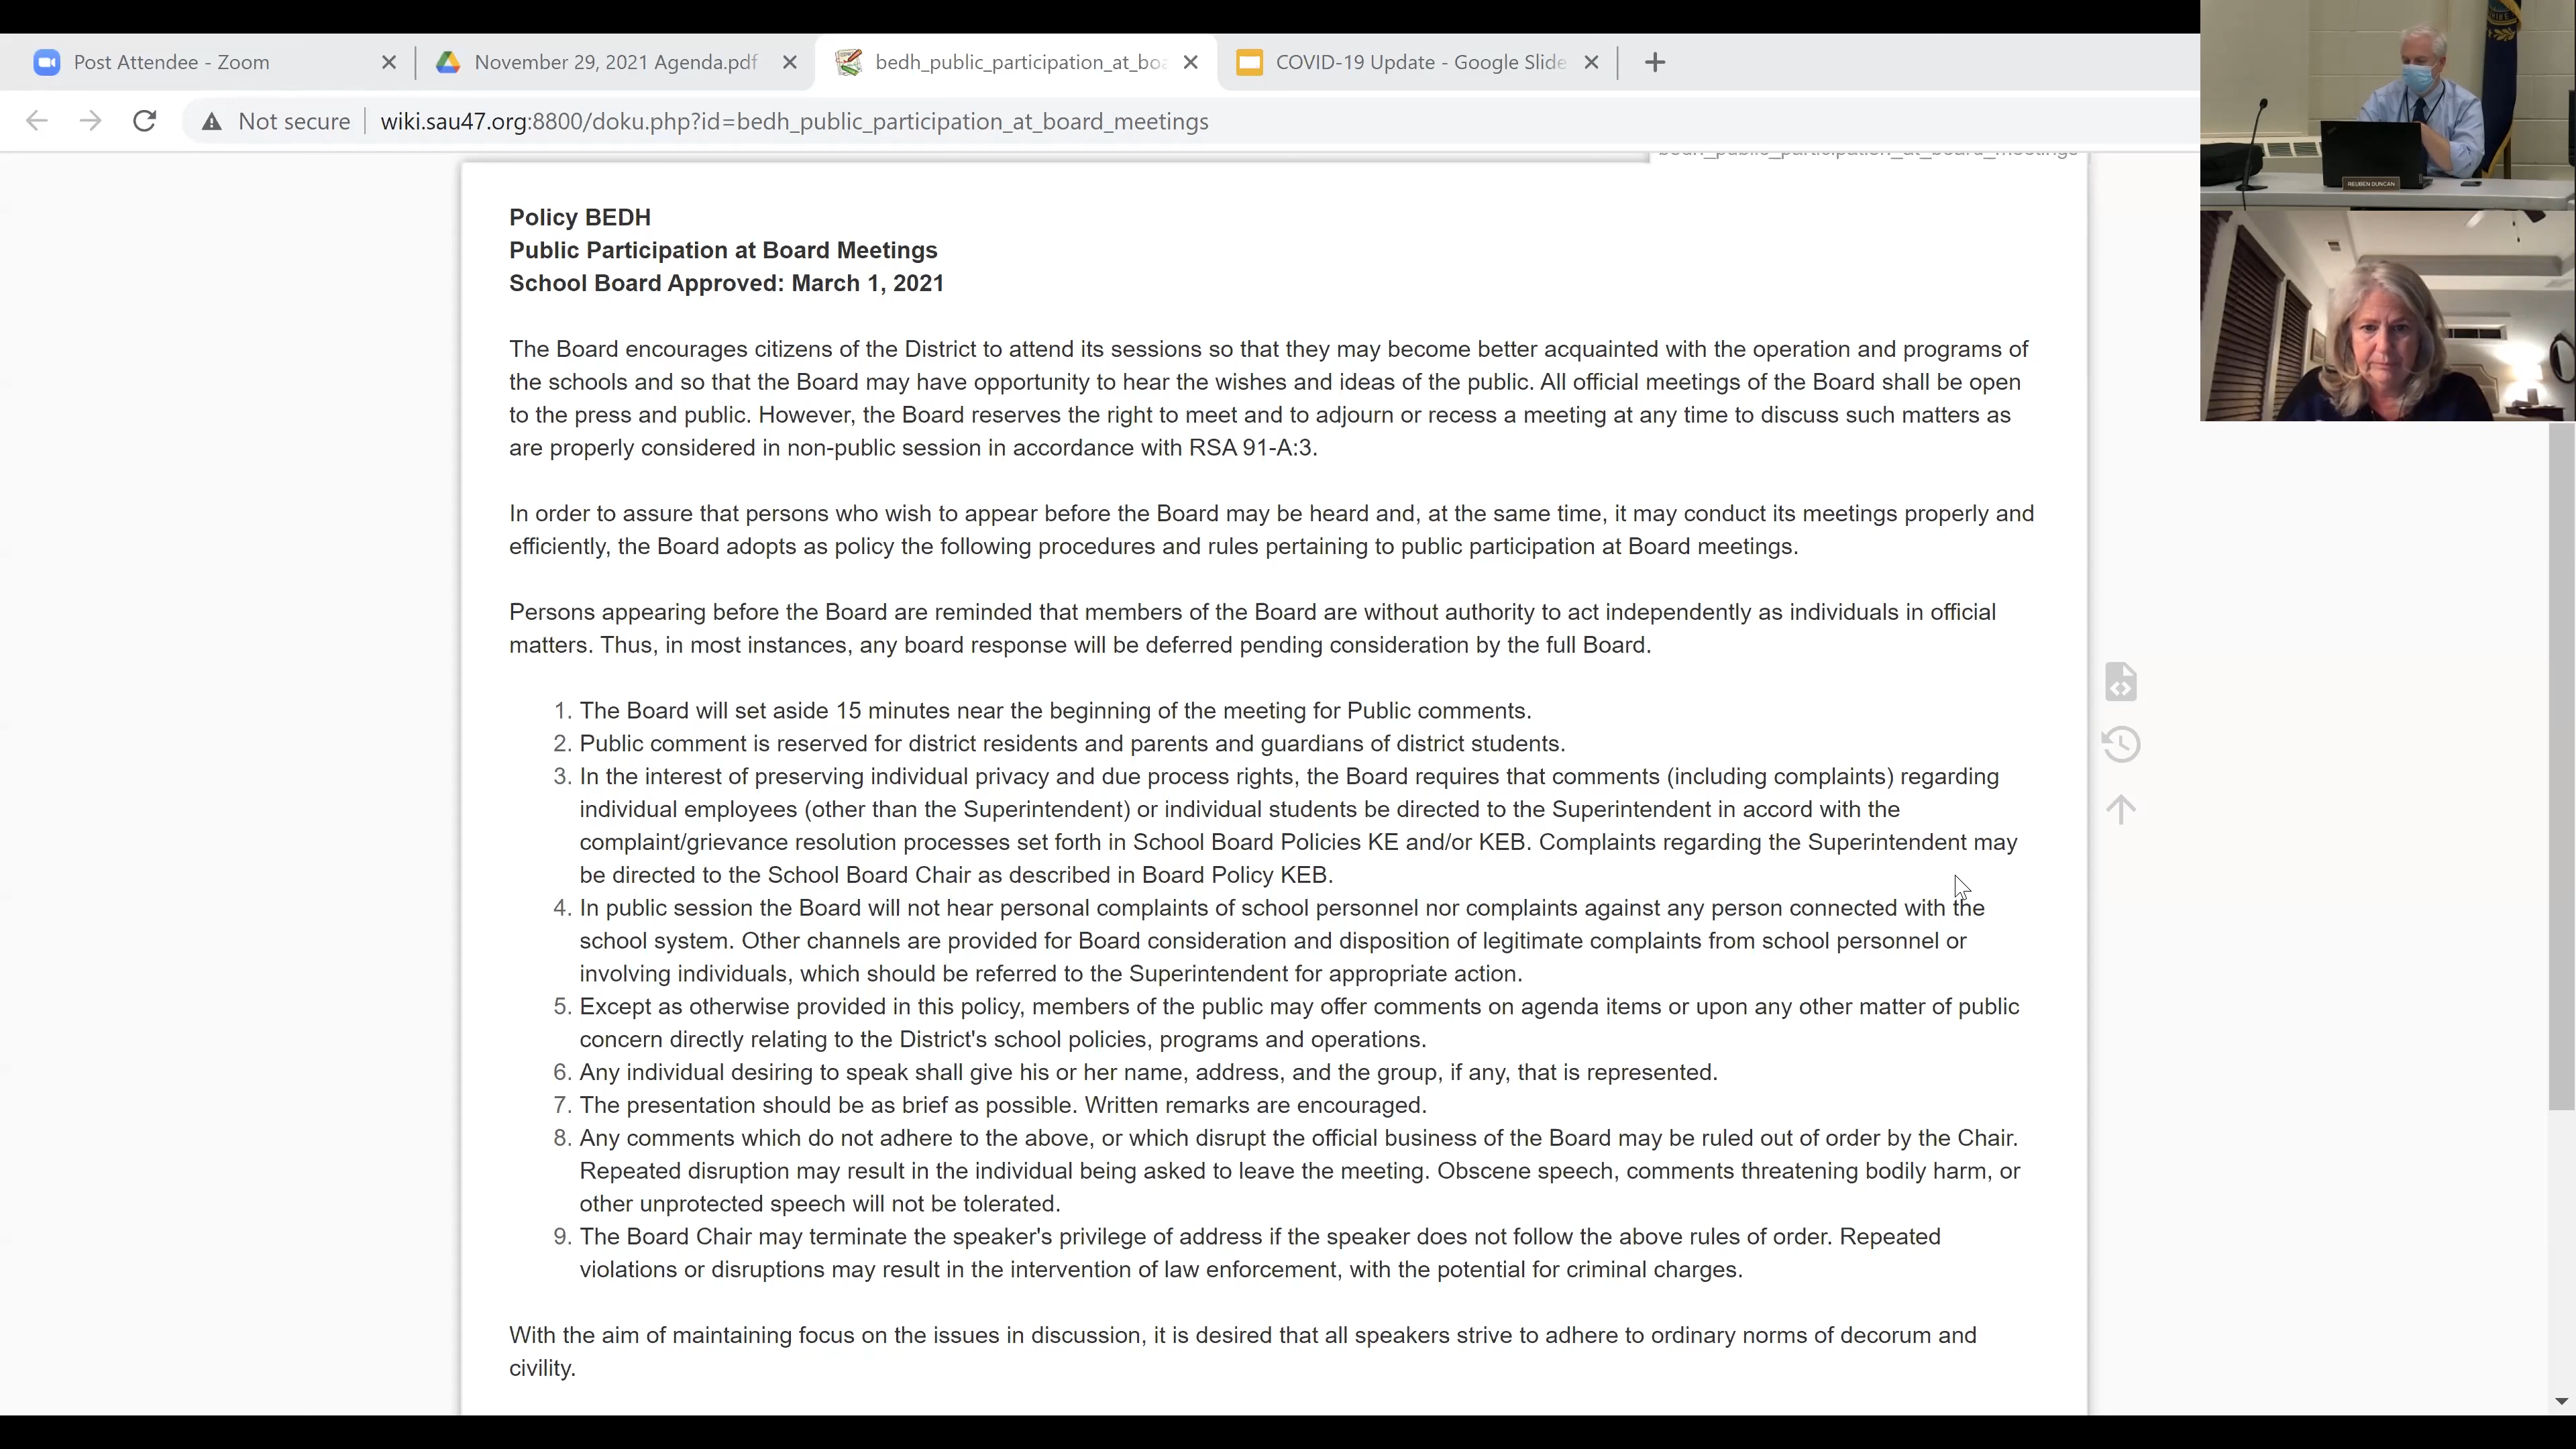 Post Attendee - Zoom
November 29, 2021 Agenda.pdf
bedh_public_participation_at_boa
COVID-19 Update - Google Slide
Not secure
wiki.sau47.org:8800/doku.php?id=bedh_public_participation_at_board_meetings
bedh_public_participation_at_board_meetings
REUBEN DUNCAN
Policy BEDH
Public Participation at Board Meetings
School Board Approved: March 1, 2021
The Board encourages citizens of the District to attend its sessions so that they may become better acquainted with the operation and programs of
the schools and so that the Board may have opportunity to hear the wishes and ideas of the public. All official meetings of the Board shall be open
to the press and public. However, the Board reserves the right to meet and to adjourn or recess a meeting at any time to discuss such matters as
are properly considered in non-public session in accordance with RSA 91-A:3.
In order to assure that persons who wish to appear before the Board may be heard and, at the same time, it may conduct its meetings properly and
efficiently, the Board adopts as policy the following procedures and rules pertaining to public participation at Board meetings.
Persons appearing before the Board are reminded that members of the Board are without authority to act independently as individuals in official
matters. Thus, in most instances, any board response will be deferred pending consideration by the full Board.
1. The Board will set aside 15 minutes near the beginning of the meeting for Public comments.
2. Public comment is reserved for district residents and parents and guardians of district students.
3. In the interest of preserving individual privacy and due process rights, the Board requires that comments (including complaints) regarding
individual employees (other than the Superintendent) or individual students be directed to the Superintendent in accord with the
complaint/grievance resolution processes set forth in School Board Policies KE and/or KEB. Complaints regarding the Superintendent may
be directed to the School Board Chair as described in Board Policy KEB.
4. In public session the Board will not hear personal complaints of school personnel nor complaints against any person connected with the
school system. Other channels are provided for Board consideration and disposition of legitimate complaints from school personnel or
involving individuals, which should be referred to the Superintendent for appropriate action.
5. Except as otherwise provided in this policy, members of the public may offer comments on agenda items or upon any other matter of public
concern directly relating to the District's school policies, programs and operations.
6. Any individual desiring to speak shall give his or her name, address, and the group, if any, that is represented.
7. The presentation should be as brief as possible. Written remarks are encouraged.
8. Any comments which do not adhere to the above, or which disrupt the official business of the Board may be ruled out of order by the Chair.
Repeated disruption may result in the individual being asked to leave the meeting. Obscene speech, comments threatening bodily harm, or
other unprotected speech will not be tolerated.
9. The Board Chair may terminate the speaker's privilege of address if the speaker does not follow the above rules of order. Repeated
violations or disruptions may result in the intervention of law enforcement, with the potential for criminal charges.
With the aim of maintaining focus on the issues in discussion, it is desired that all speakers strive to adhere to ordinary norms of decorum and
civility.